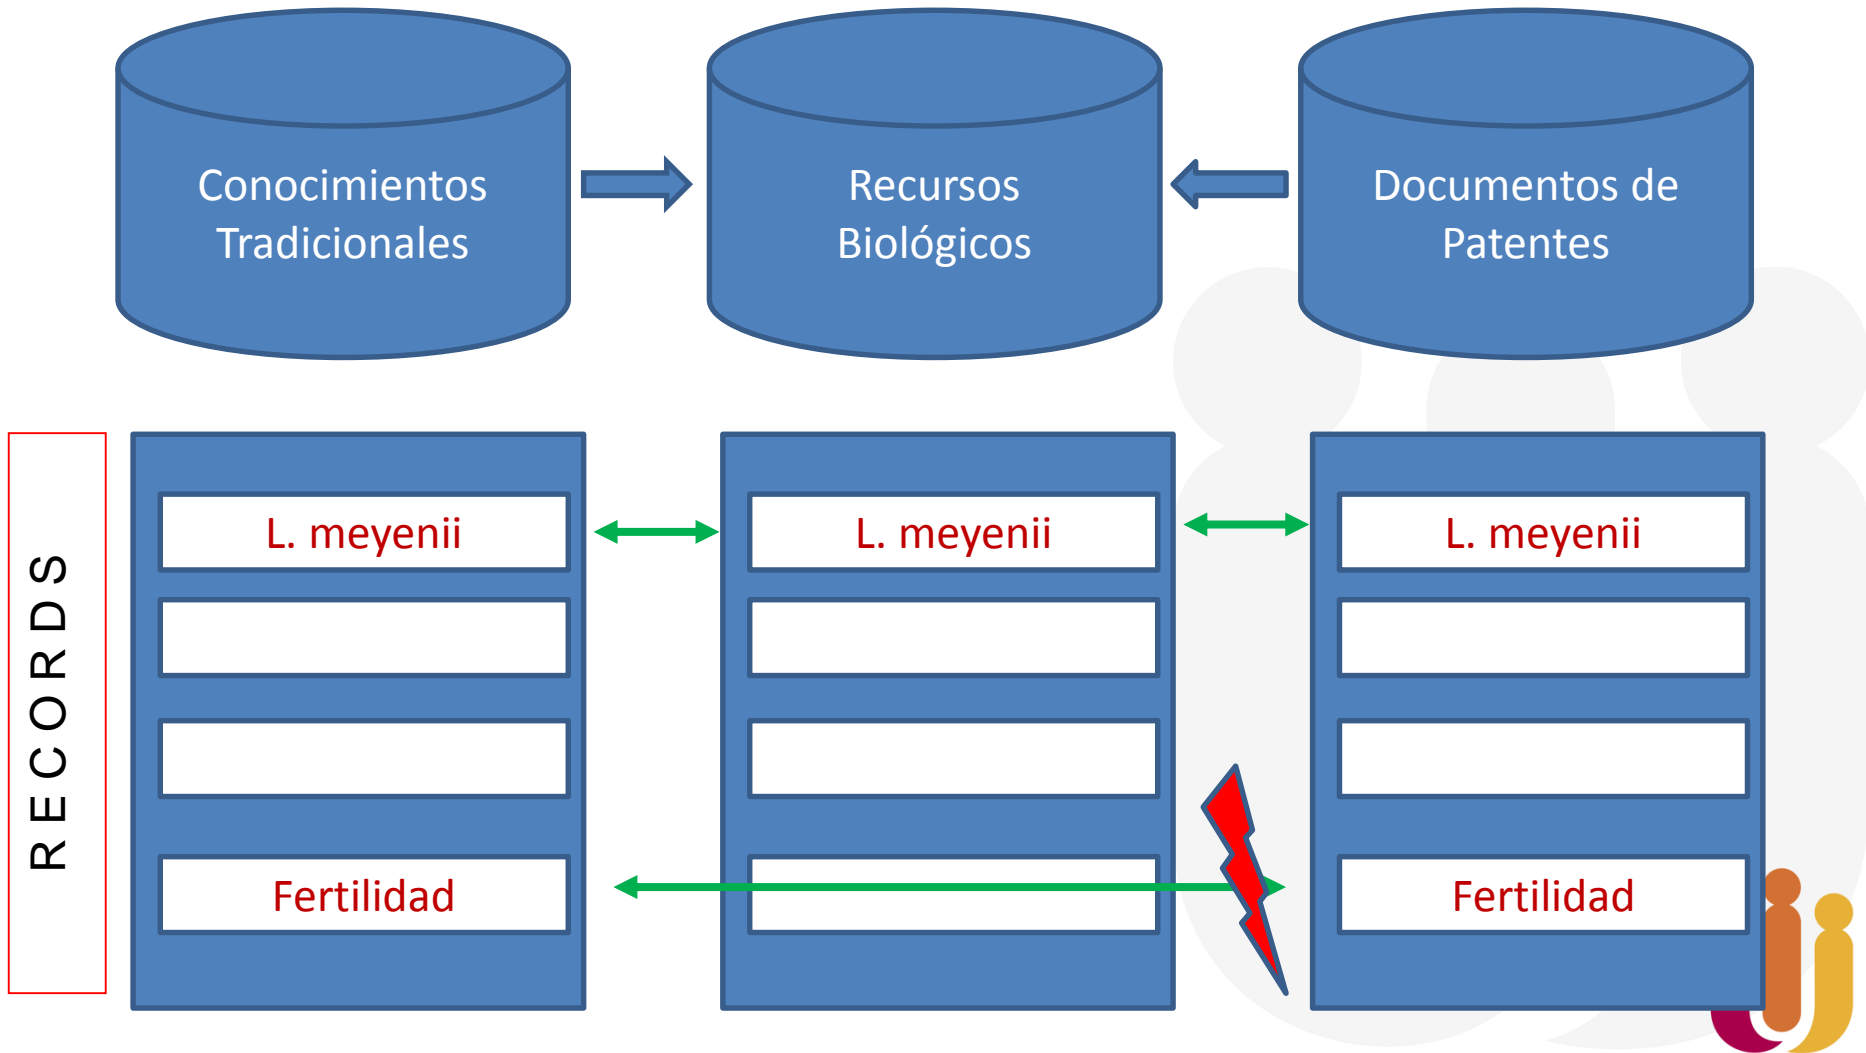 Conocimientos
Tradicionales
Recursos
Biológicos
Documentos de
Patentes
RECORDS
L. meyenii
L. meyenii
L. meyenii
Fertilidad
Fertilidad